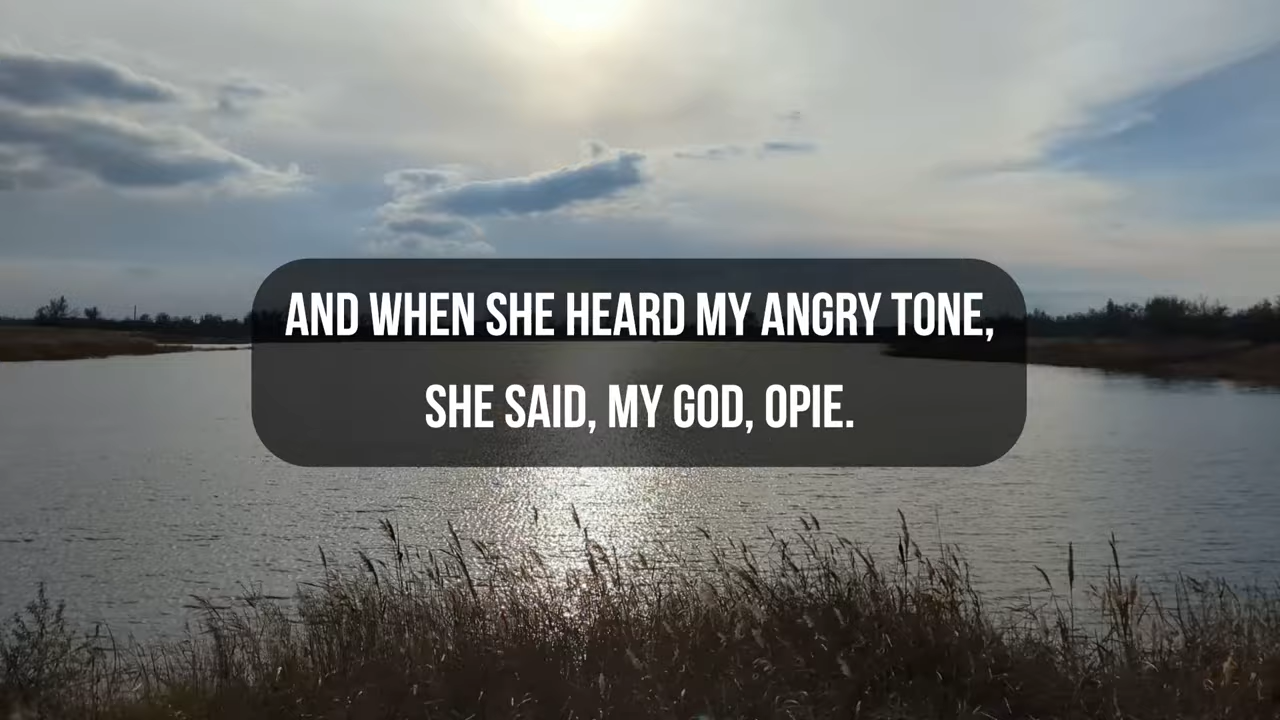 AND WHEN SHE HEARD MY ANGRY TONE,
SHE SAID, MY GOD, OPIE.